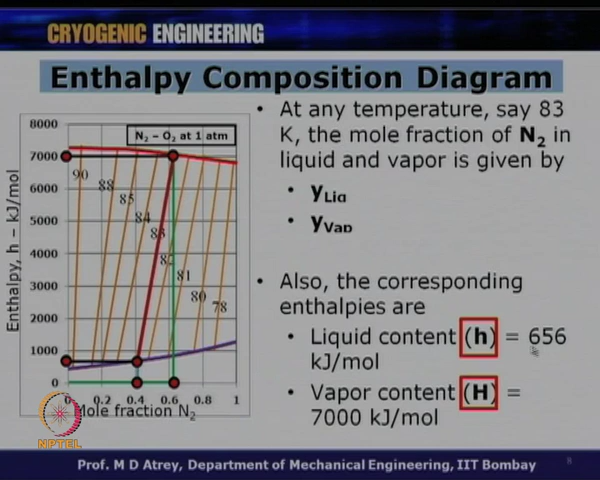 CRYOGENIC ENGINEERING
Enthalpy Composition Diagram
8000
7000
6000
5000
4000
3000
2000
1000
0
Enthalpy, h – kJ/mol
N2 – O2 at 1 atm
90
88
85
84
83
82
81
80
78
0 0.2 0.4 0.6 0.8 1
Mole fraction N2
• At any temperature, say 83
K, the mole fraction of N2 in
liquid and vapor is given by
• yLiq
• yVap
• Also, the corresponding
enthalpies are
• Liquid content (h) = 656
kJ/mol
• Vapor content (H) =
7000 kJ/mol
NPTEL
Prof. M D Atrey, Department of Mechanical Engineering, IIT Bombay
8